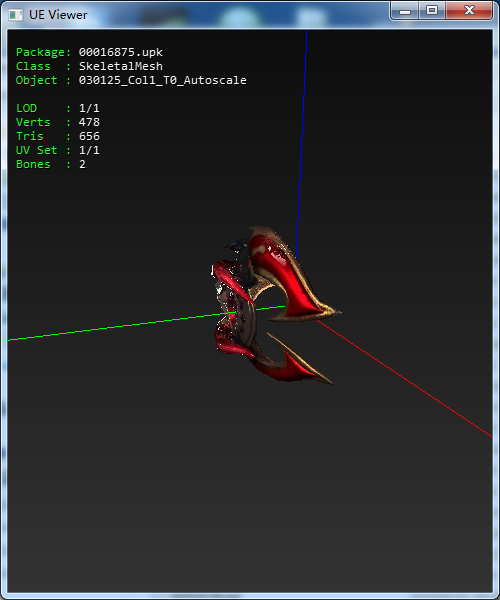 UE Viewer
Package: 00016875.upk
Class : SkeletalMesh
Object : 030125_Col1_T0_Autoscale
LOD : 1/1
Verts : 478
Tris : 656
UV Set : 1/1
Bones : 2